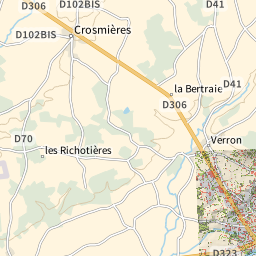 D306
D102BIS
D41
D102BIS
Crosmières
D41
la Bertraie
D306
D70
Verron
les Richotières
D323